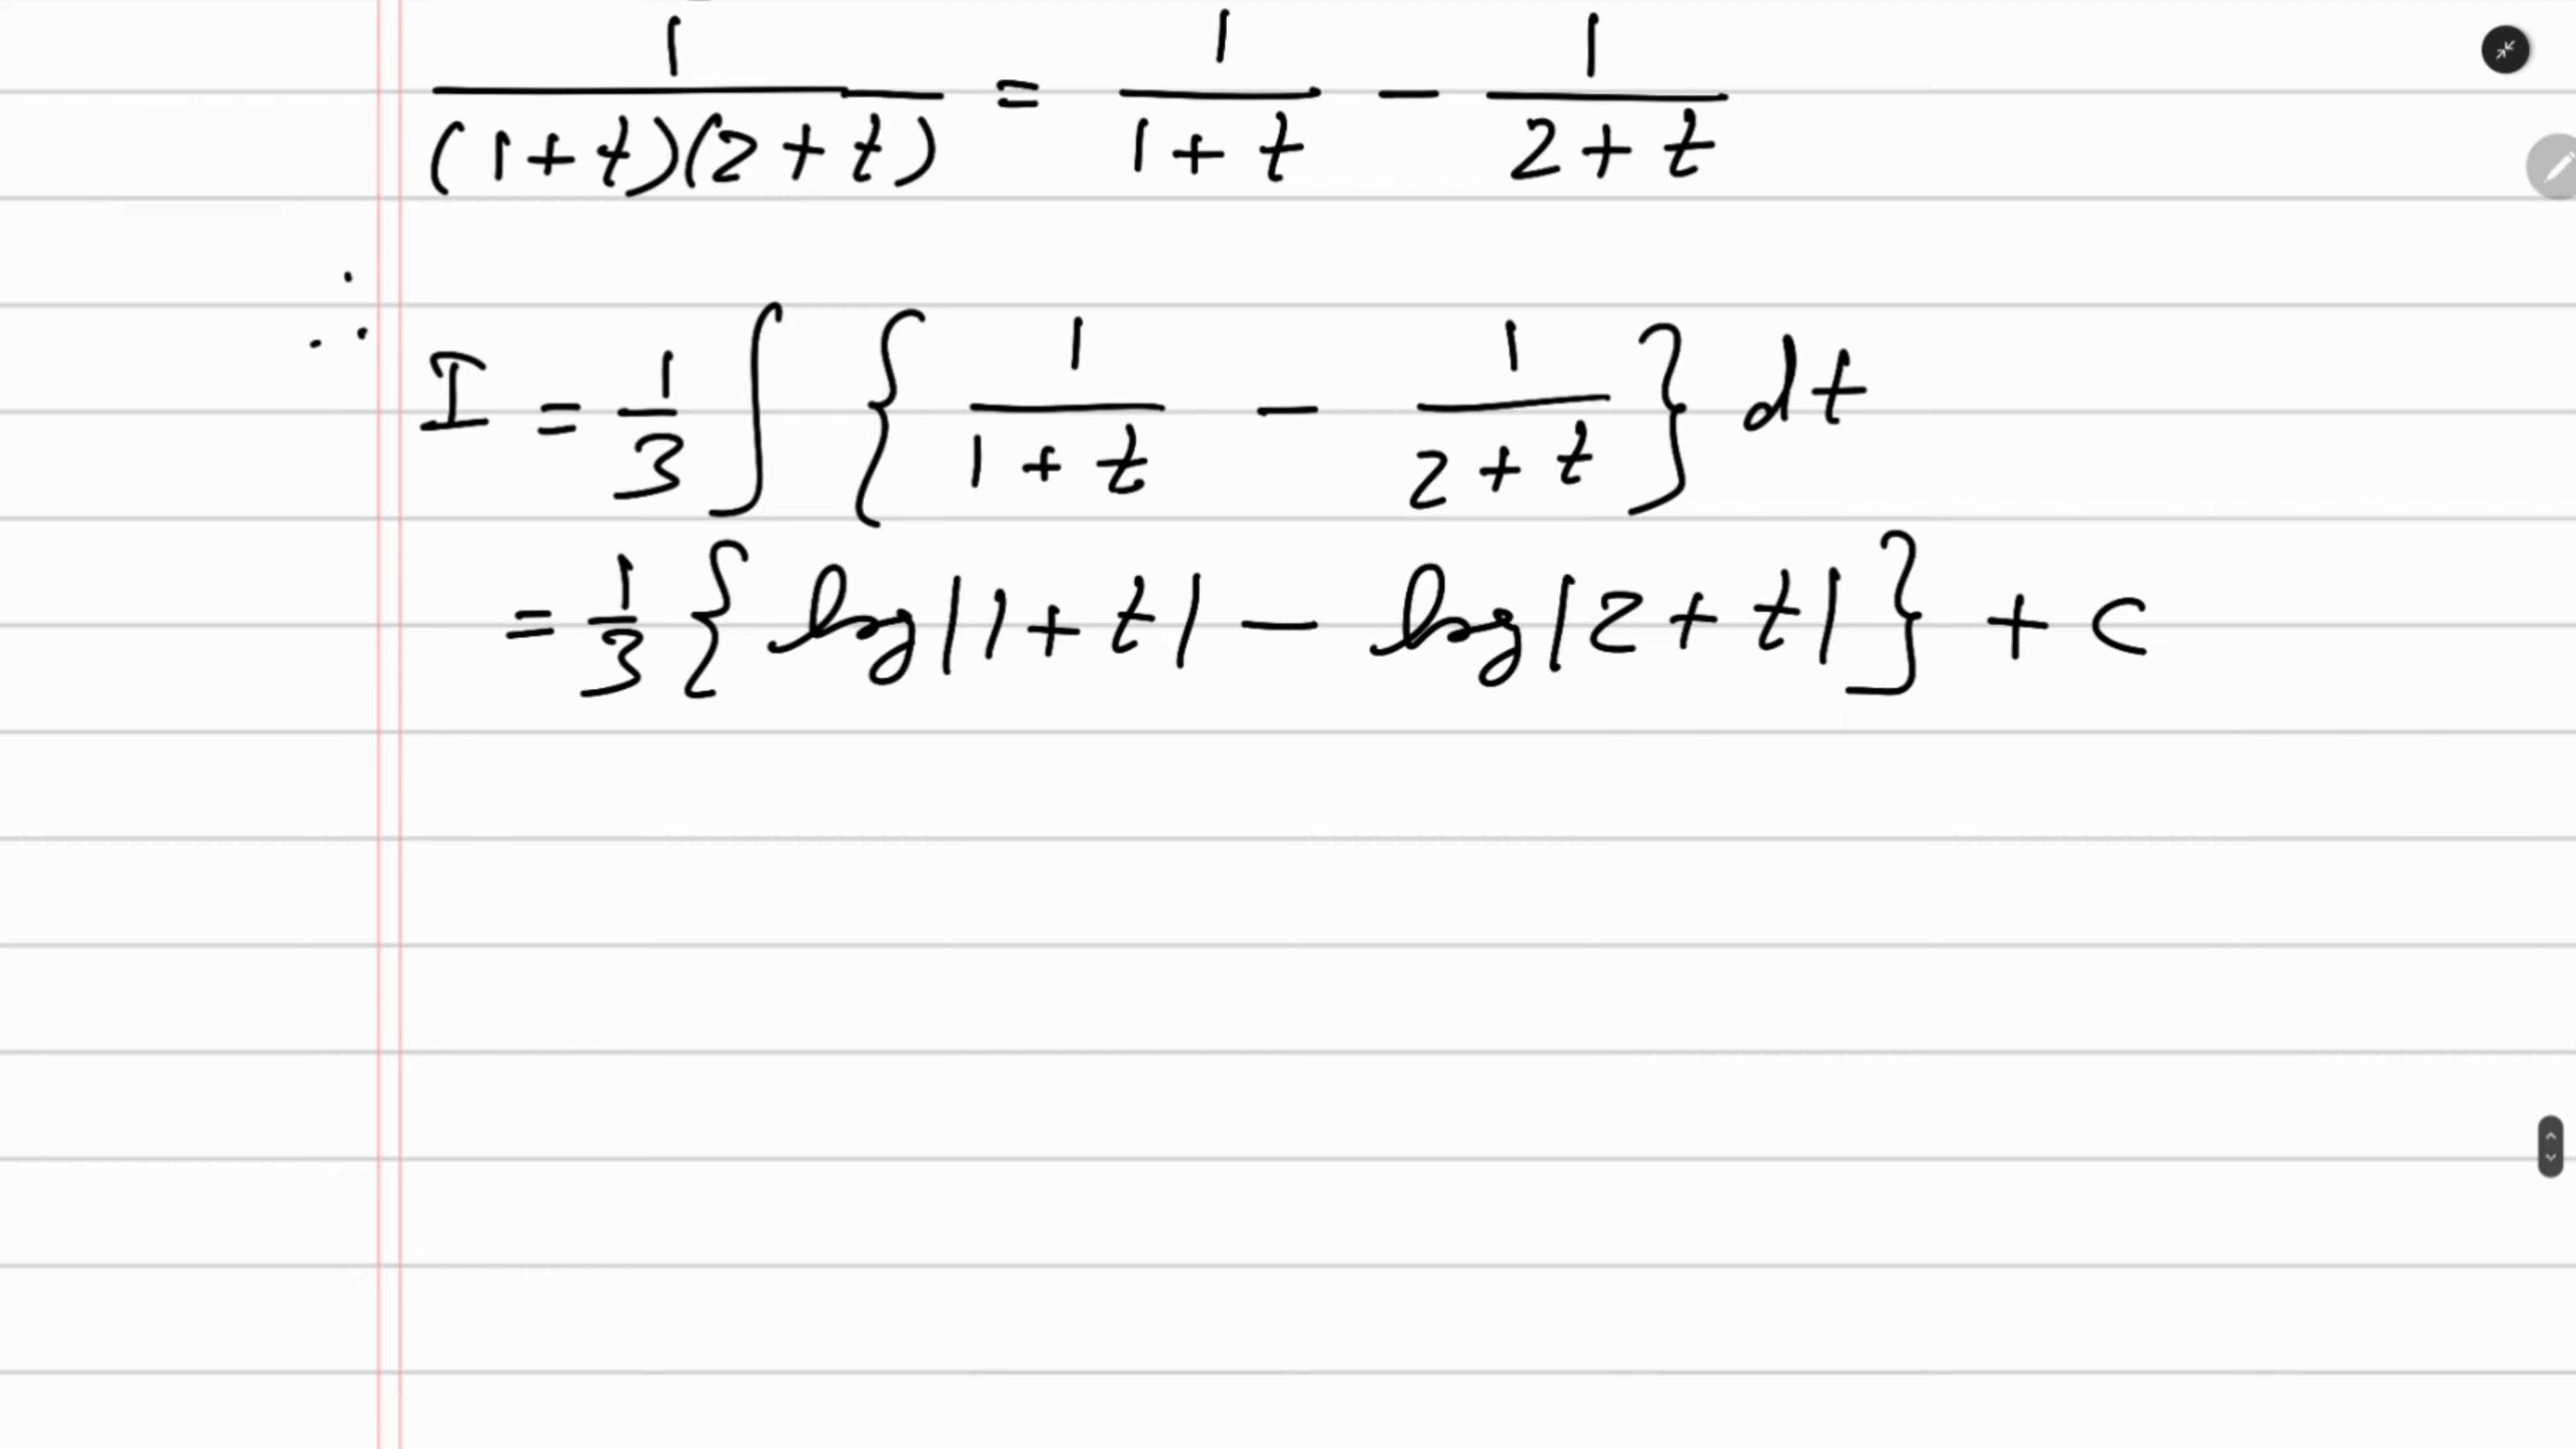 1/((1+t)(2+t)) = 1/(1+t) - 1/(2+t)
∴ I = 1/3 ∫ { 1/(1+t) - 1/(2+t) } dt
= 1/3 { log|1+t| - log|2+t| } + c